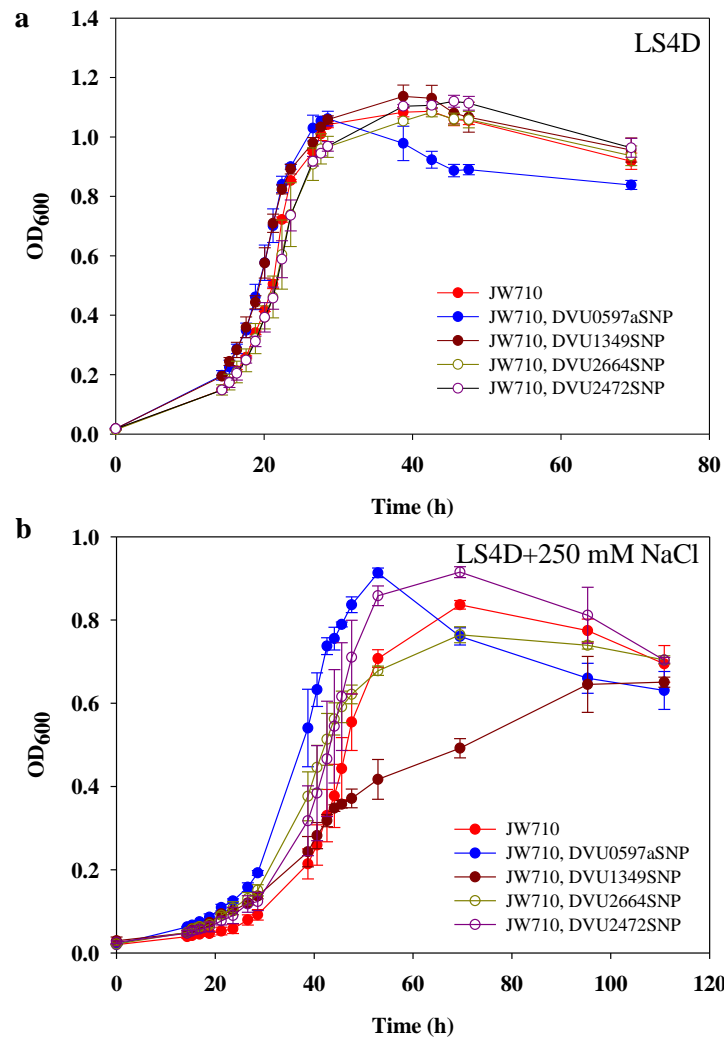 a
LS4D
1.4
1.2
1.0
0.8
0.6
0.4
0.2
0.0
OD600
JW710
JW710, DVU0597aSNP
JW710, DVU1349SNP
JW710, DVU2664SNP
JW710, DVU2472SNP
0 20 40 60 80
Time (h)
b
LS4D+250 mM NaCl
1.0
0.8
0.6
0.4
0.2
0.0
OD600
JW710
JW710, DVU0597aSNP
JW710, DVU1349SNP
JW710, DVU2664SNP
JW710, DVU2472SNP
0 20 40 60 80 100 120
Time (h)